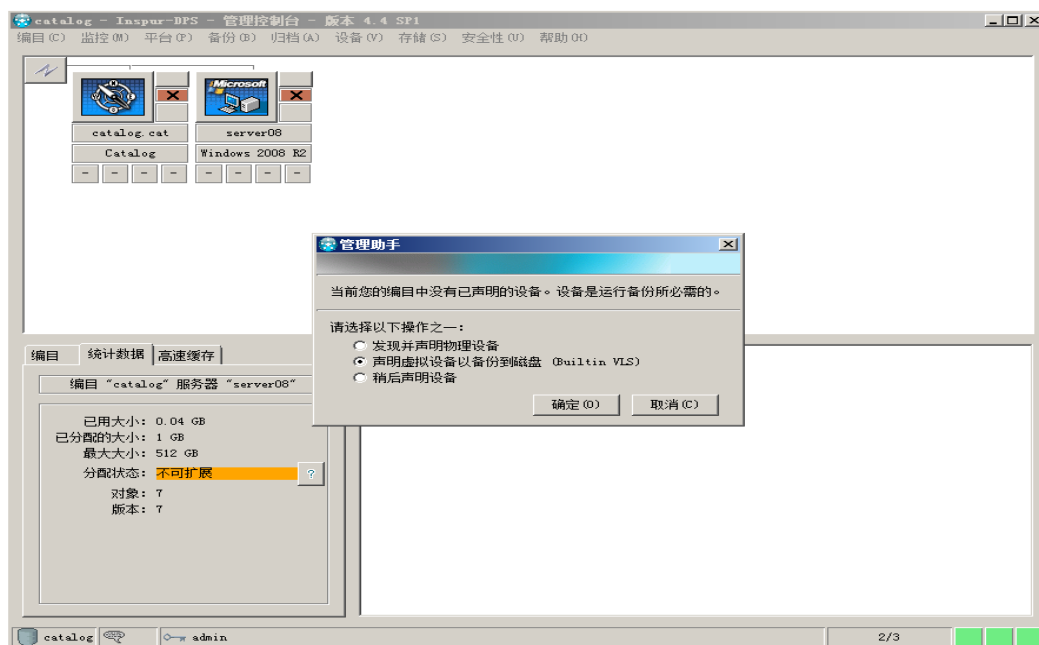 catalog - Inspur-DPS - 管理控制台 - 版本 4.4 SP1
编目(C) 监控(M) 平台(P) 备份(B) 归档(A) 设备(V) 存储(S) 安全性(U) 帮助(H)
Microsoft
catalog.cat server08
Catalog Windows 2008 R2
- - - - - - - -
管理助手
当前您的编目中没有已声明的设备。设备是运行备份所必需的。
请选择以下操作之一:
发现并声明物理设备
声明虚拟设备以备份到磁盘 (Builtin VLS)
稍后声明设备
确定(O) 取消(C)
编目 统计数据 高速缓存
编目 “catalog” 服务器 “server08”
已用大小: 0.04 GB
已分配的大小: 1 GB
最大大小: 512 GB
分配状态: 不可扩展 ?
对象: 7
版本: 7
catalog admin 2/3